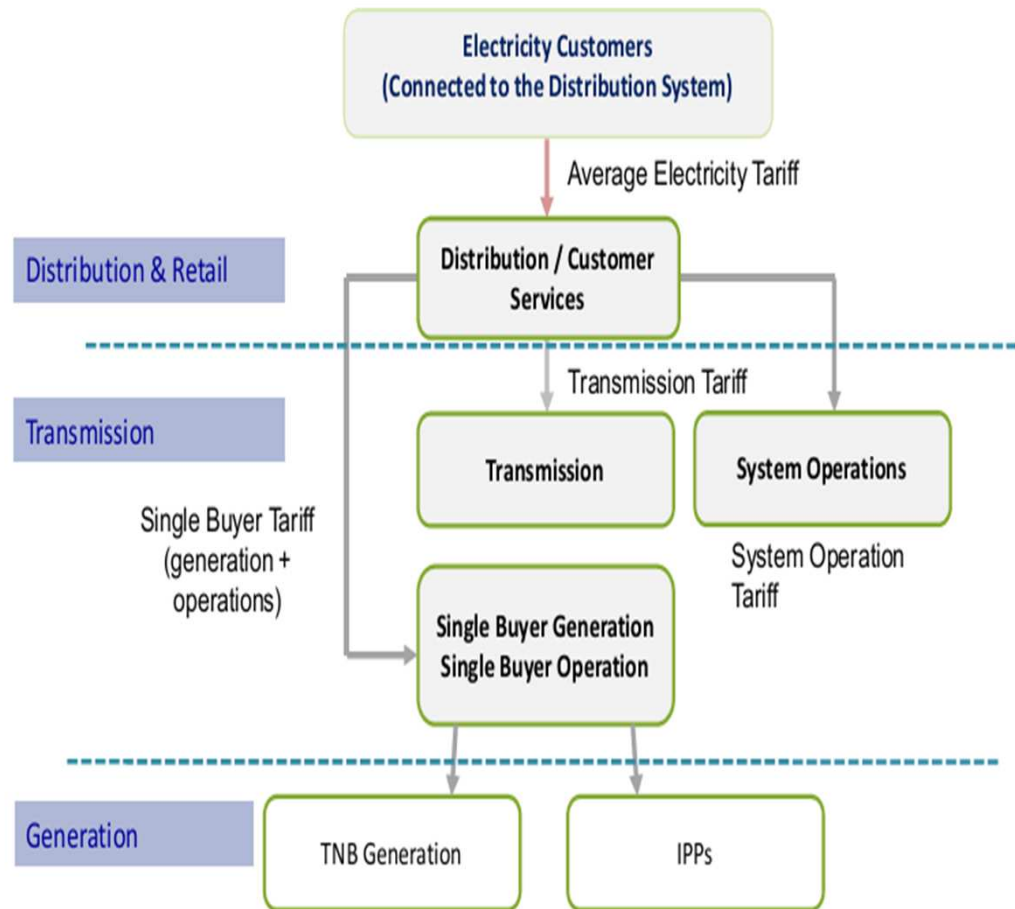 Electricity Customers
(Connected to the Distribution System)
Average Electricity Tariff
Distribution & Retail
Distribution / Customer
Services
Transmission Tariff
Transmission
Transmission
System Operations
Single Buyer Tariff
(generation +
operations)
System Operation
Tariff
Single Buyer Generation
Single Buyer Operation
Generation
TNB Generation
IPPs